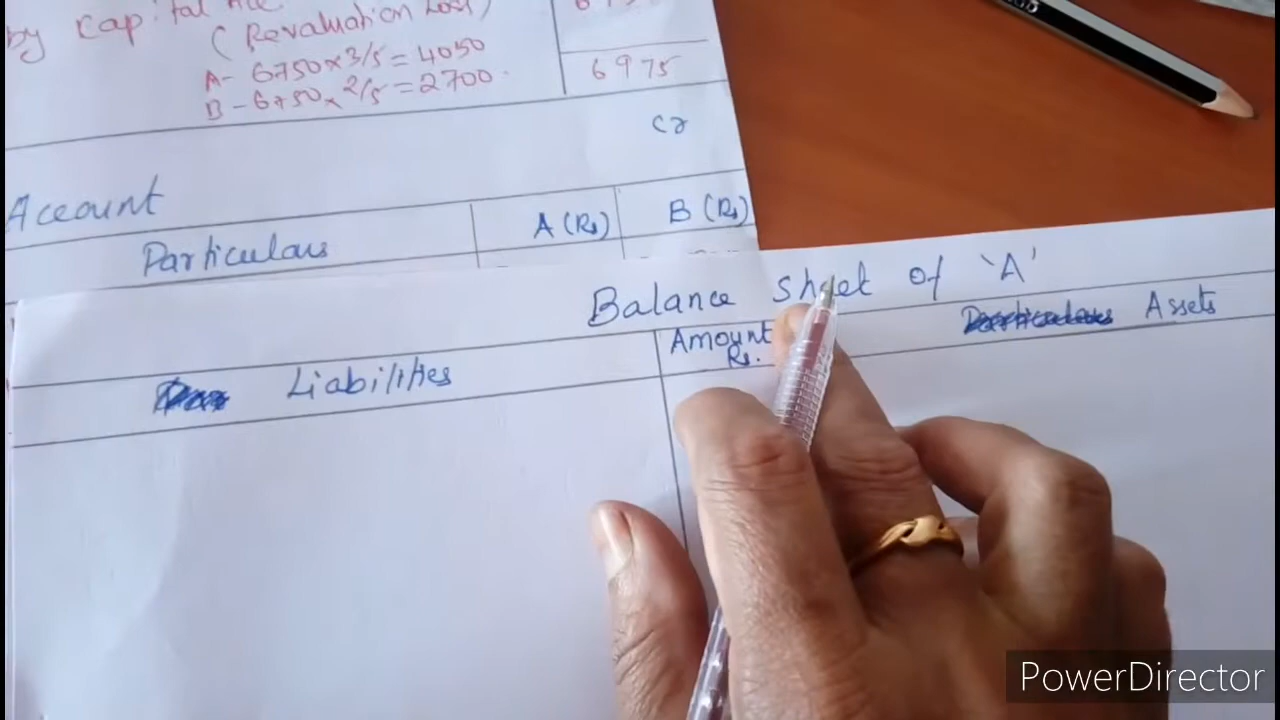 by Capital
( Revaluation Loss)
A- 6750 x 3/5 = 4050
B - 6750 x 2/5 = 2700
6975
Cr
Account
Particulars A (Rs) B (Rs)
Balance Sheet of 'A'
Liabilities Amount Rs. Assets
PowerDirector